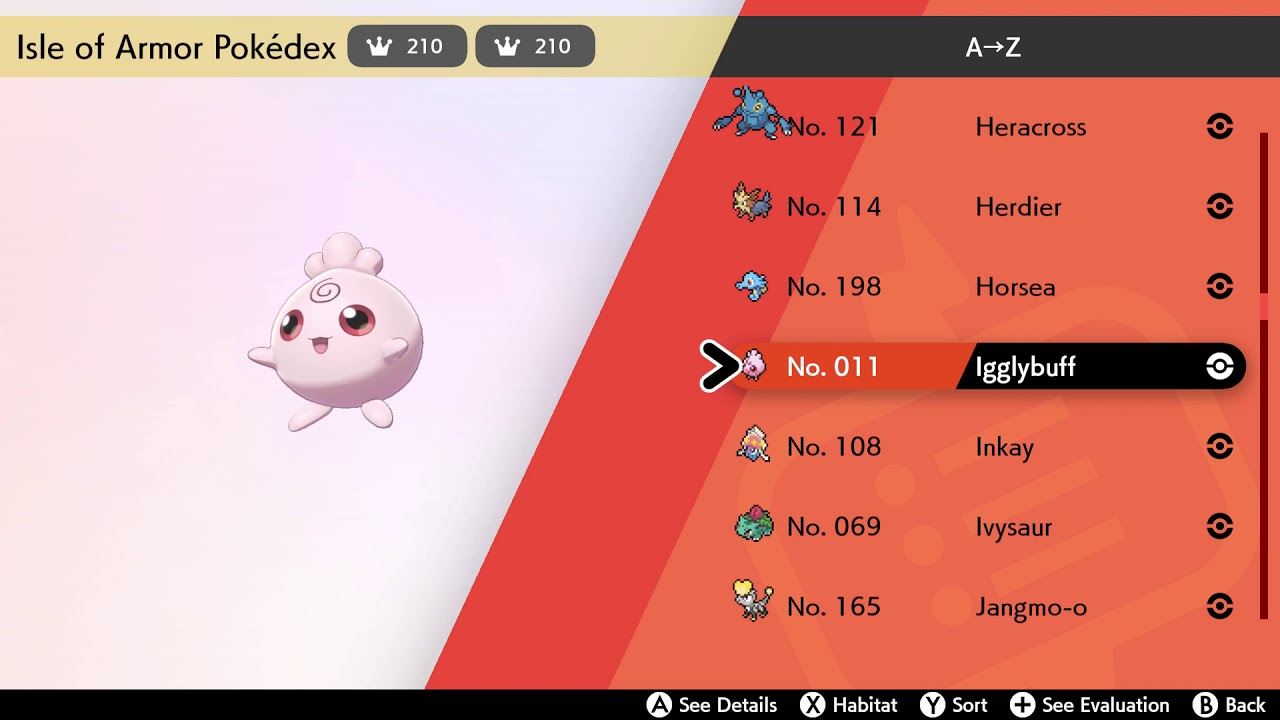 Isle of Armor Pokédex 210 210
A→Z
No. 121 Heracross
No. 114 Herdier
No. 198 Horsea
No. 011 Igglybuff
No. 108 Inkay
No. 069 Ivysaur
No. 165 Jangmo-o
A See Details X Habitat Y Sort + See Evaluation B Back